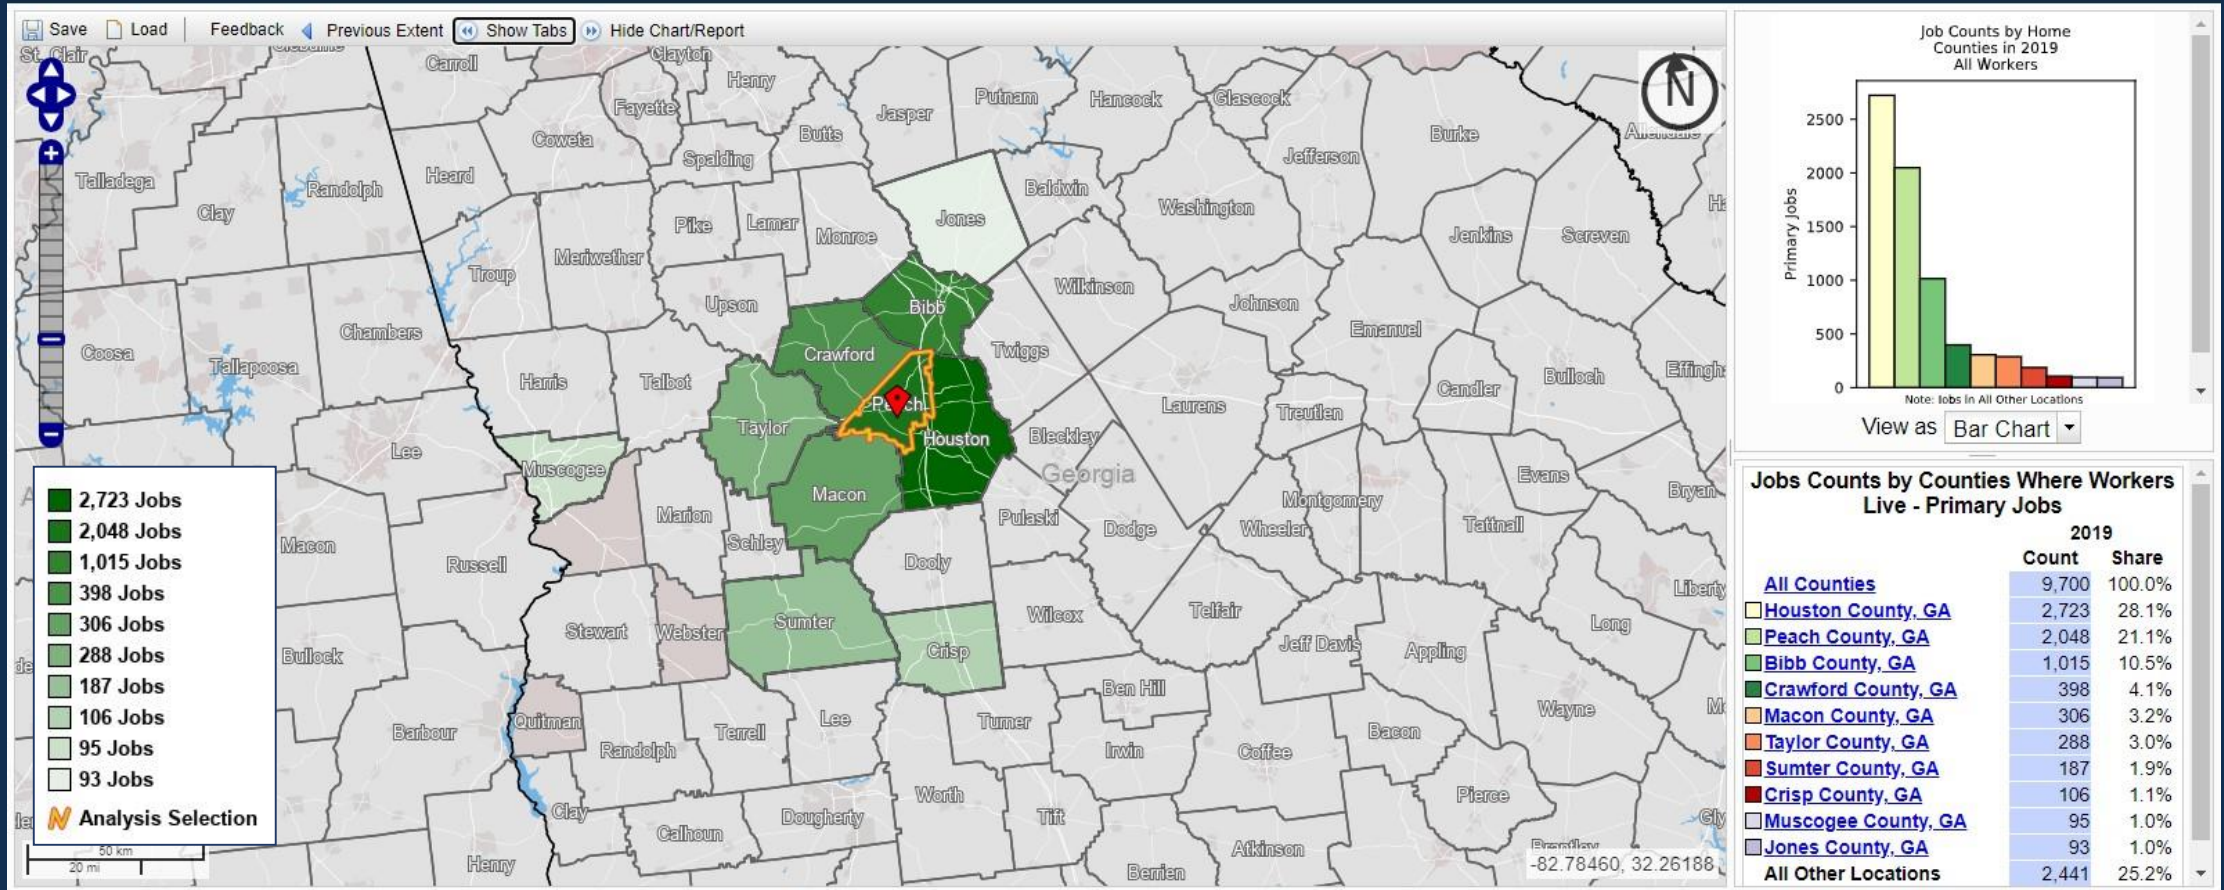 Save Load Feedback Previous Extent Show Tabs Hide Chart/Report
St. Clair
Carroll
Clayton
Henry
Fayette
Jasper
Putnam
Hancock
Glascock
Burke
Butts
Coweta
Spalding
Jefferson
Talladega
Randolph
Heard
Baldwin
Clay
Washington
Pike
Lamar
Monroe
Jones
Jenkins
Screven
Meriwether
Troup
Wilkinson
Upson
Bibb
Johnson
Emanuel
Chambers
Coosa
Tallapoosa
Crawford
Twiggs
Harris
Talbot
Candler
Bulloch
Effingh
Laurens
Treutlen
Taylor
Houston
Bleckley
Lee
Muscogee
Georgia
Evans
Bryan
Macon
Montgomery
Marion
Pulaski
Dodge
Wheeler
Tattnall
Schley
Macon
Russell
Dooly
Liberty
Wilcox
Telfair
Sumter
Long
Stewart
Webster
Crisp
Jeff Davis
Appling
Bullock
Ben Hill
Wayne
Quitman
Barbour
Lee
Turner
Terrell
Bacon
Randolph
Irwin
Coffee
Worth
Pierce
Clay
Dougherty
Tift
Calhoun
Atkinson
Henry
Berrien
Brantley
2,723 Jobs
2,048 Jobs
1,015 Jobs
398 Jobs
306 Jobs
288 Jobs
187 Jobs
106 Jobs
95 Jobs
93 Jobs
Analysis Selection
50 km
20 mi
N
-82.78460, 32.26188
Job Counts by Home
Counties in 2019
All Workers
Primary Jobs
2500
2000
1500
1000
500
0
Note: Jobs in All Other Locations
View as Bar Chart
Jobs Counts by Counties Where Workers
Live - Primary Jobs
2019
Count Share
All Counties 9,700 100.0%
Houston County, GA 2,723 28.1%
Peach County, GA 2,048 21.1%
Bibb County, GA 1,015 10.5%
Crawford County, GA 398 4.1%
Macon County, GA 306 3.2%
Taylor County, GA 288 3.0%
Sumter County, GA 187 1.9%
Crisp County, GA 106 1.1%
Muscogee County, GA 95 1.0%
Jones County, GA 93 1.0%
All Other Locations 2,441 25.2%